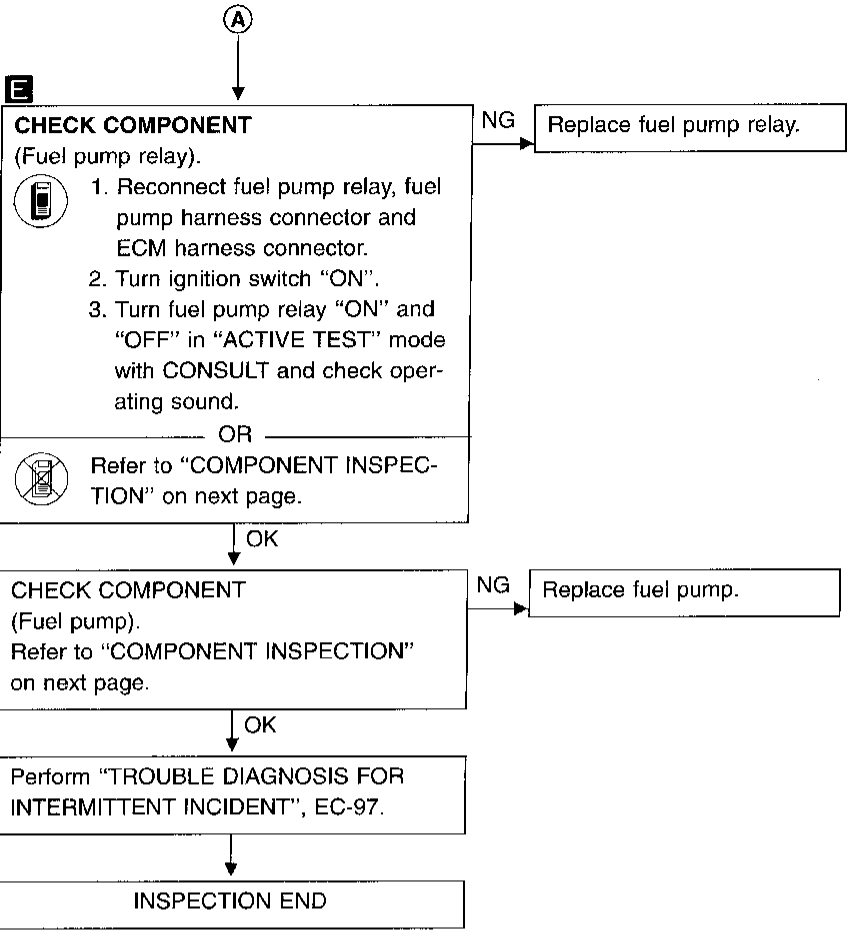 A
E
CHECK COMPONENT
(Fuel pump relay).
1. Reconnect fuel pump relay, fuel
pump harness connector and
ECM harness connector.
2. Turn ignition switch “ON”.
3. Turn fuel pump relay “ON” and
“OFF” in “ACTIVE TEST” mode
with CONSULT and check oper-
ating sound.
OR
Refer to “COMPONENT INSPEC-
TION” on next page.
NG
Replace fuel pump relay.
OK
CHECK COMPONENT
(Fuel pump).
Refer to “COMPONENT INSPECTION”
on next page.
NG
Replace fuel pump.
OK
Perform “TROUBLE DIAGNOSIS FOR
INTERMITTENT INCIDENT”, EC-97.
INSPECTION END